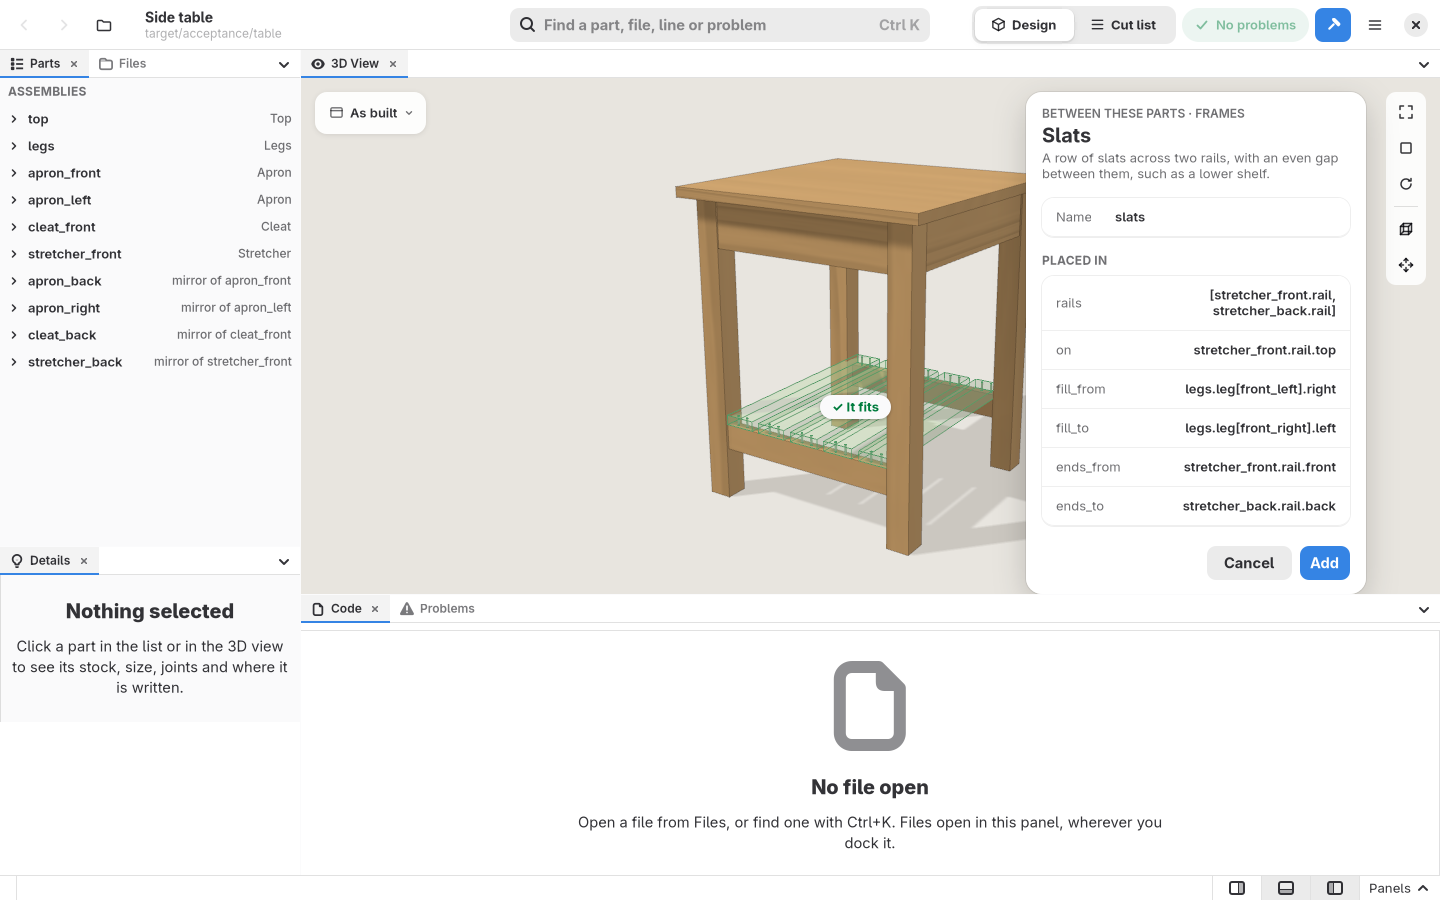 Side table
target/acceptance/table
Find a part, file, line or problem
Ctrl K
Design
Cut list
No problems
Parts
Files
3D View
ASSEMBLIES
top Top
legs Legs
apron_front Apron
apron_left Apron
cleat_front Cleat
stretcher_front Stretcher
apron_back mirror of apron_front
apron_right mirror of apron_left
cleat_back mirror of cleat_front
stretcher_back mirror of stretcher_front
As built
It fits
BETWEEN THESE PARTS · FRAMES
Slats
A row of slats across two rails, with an even gap
between them, such as a lower shelf.
Name slats
PLACED IN
rails [stretcher_front.rail,
stretcher_back.rail]
on stretcher_front.rail.top
fill_from legs.leg[front_left].right
fill_to legs.leg[front_right].left
ends_from stretcher_front.rail.front
ends_to stretcher_back.rail.back
Cancel
Add
Details
Nothing selected
Click a part in the list or in the 3D view
to see its stock, size, joints and where it
is written.
Code
Problems
No file open
Open a file from Files, or find one with Ctrl+K. Files open in this panel, wherever you
dock it.
Panels